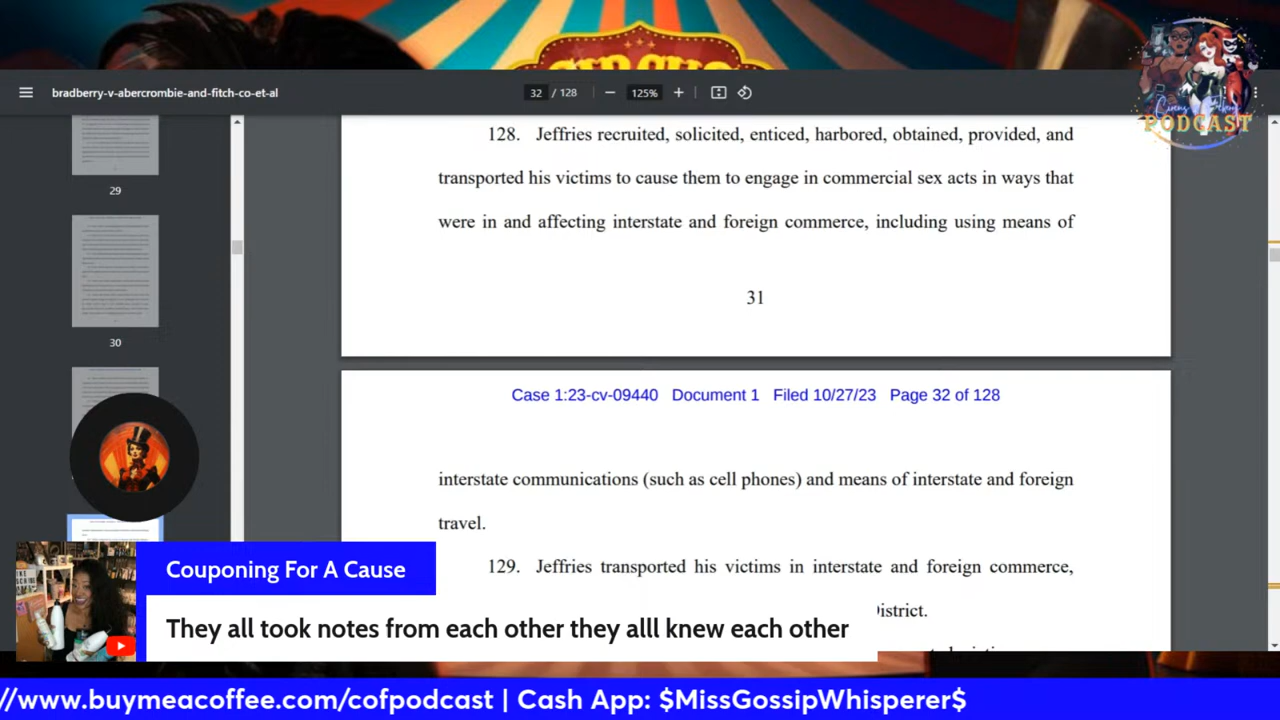 bradberry-v-abercrombie-and-fitch-co-et-al
32 / 128
125%
PODCAST
29
30
128. Jeffries recruited, solicited, enticed, harbored, obtained, provided, and
transported his victims to cause them to engage in commercial sex acts in ways that
were in and affecting interstate and foreign commerce, including using means of
31
Case 1:23-cv-09440 Document 1 Filed 10/27/23 Page 32 of 128
interstate communications (such as cell phones) and means of interstate and foreign
travel.
129. Jeffries transported his victims in interstate and foreign commerce,
District.
Couponing For A Cause
They all took notes from each other they alll knew each other
//www.buymeacoffee.com/cofpodcast | Cash App: $MissGossipWhisperer$